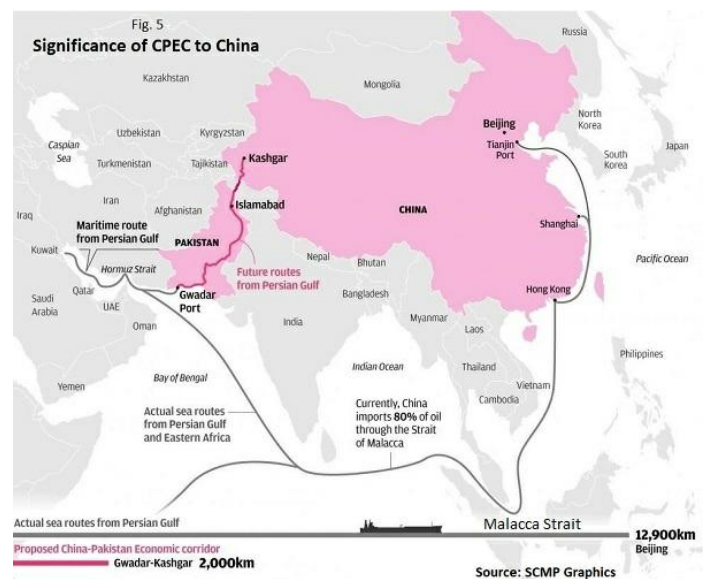 Fig. 5
Significance of CPEC to China
Russia
Kazakhstan
Mongolia
Beijing
Tianjin
Port
North
Korea
South
Korea
Japan
Caspian
Sea
Uzbekistan
Kyrgyzstan
Turkmenistan
Tajikistan
Kashgar
Iran
Afghanistan
Islamabad
CHINA
Shanghai
Iraq
Maritime route
from Persian Gulf
PAKISTAN
Kuwait
Hormuz Strait
Future routes
from Persian Gulf
Nepal
Bhutan
Pacific Ocean
Qatar
UAE
Gwadar
Port
Bangladesh
Hong Kong
Saudi
Arabia
Oman
India
Myanmar
Laos
Philippines
Yemen
Bay of Bengal
Indian Ocean
Thailand
Vietnam
Cambodia
Actual sea routes
from Persian Gulf
and Eastern Africa
Currently, China
imports 80% of oil
through the Strait
of Malacca
Actual sea routes from Persian Gulf
Malacca Strait
12,900km
Beijing
Proposed China-Pakistan Economic corridor
Gwadar-Kashgar 2,000km
Source: SCMP Graphics